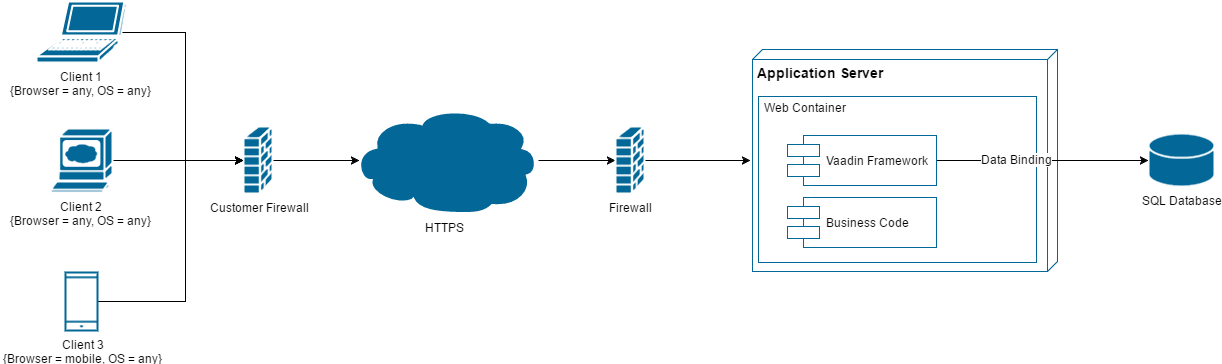 Client 1
{Browser = any, OS = any}
Client 2
{Browser = any, OS = any}
Client 3
{Browser = mobile, OS = any}
Customer Firewall
HTTPS
Firewall
Application Server
Web Container
Vaadin Framework
Business Code
Data Binding
SQL Database